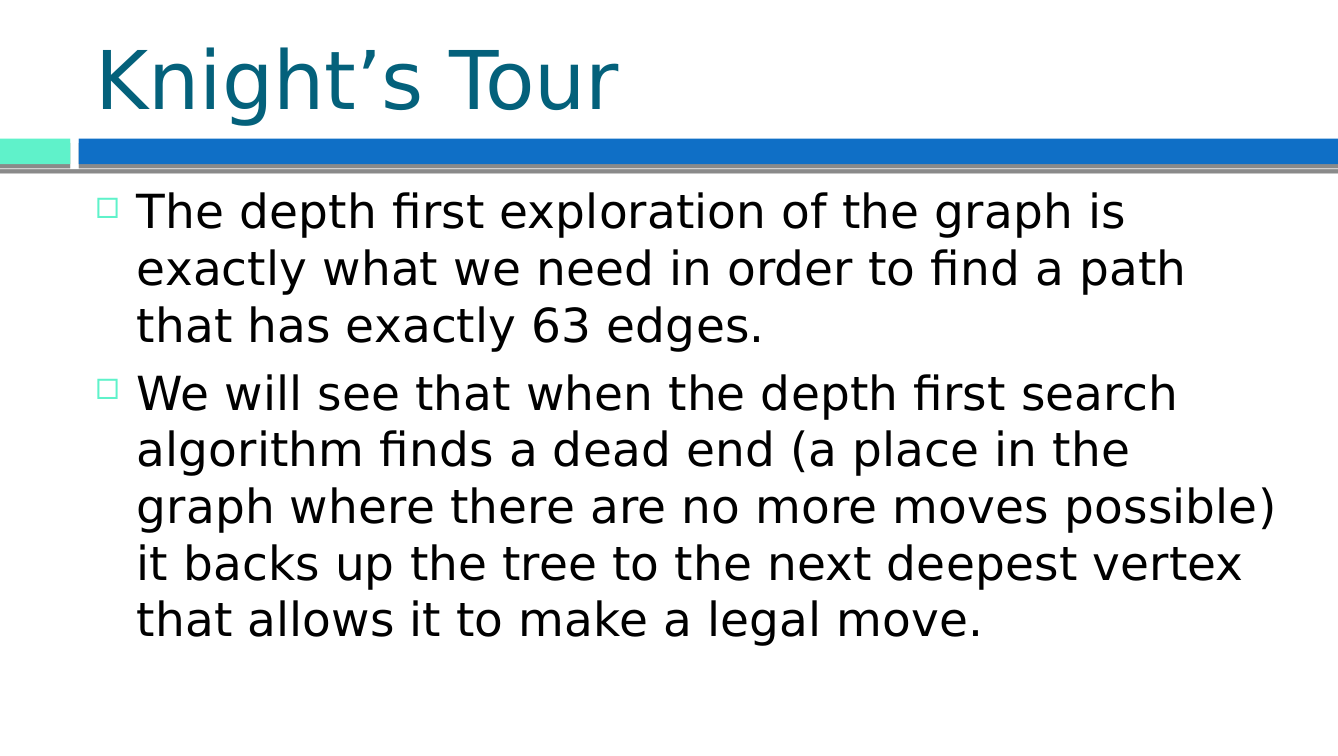 Knight’s Tour
The depth first exploration of the graph is
exactly what we need in order to find a path
that has exactly 63 edges.
We will see that when the depth first search
algorithm finds a dead end (a place in the
graph where there are no more moves possible)
it backs up the tree to the next deepest vertex
that allows it to make a legal move.